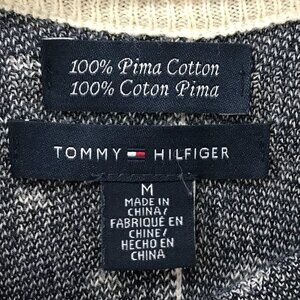 100% Pima Cotton
100% Coton Pima
TOMMY HILFIGER
M
MADE IN
CHINA/
FABRIQUÉ EN
CHINE/
HECHO EN
CHINA